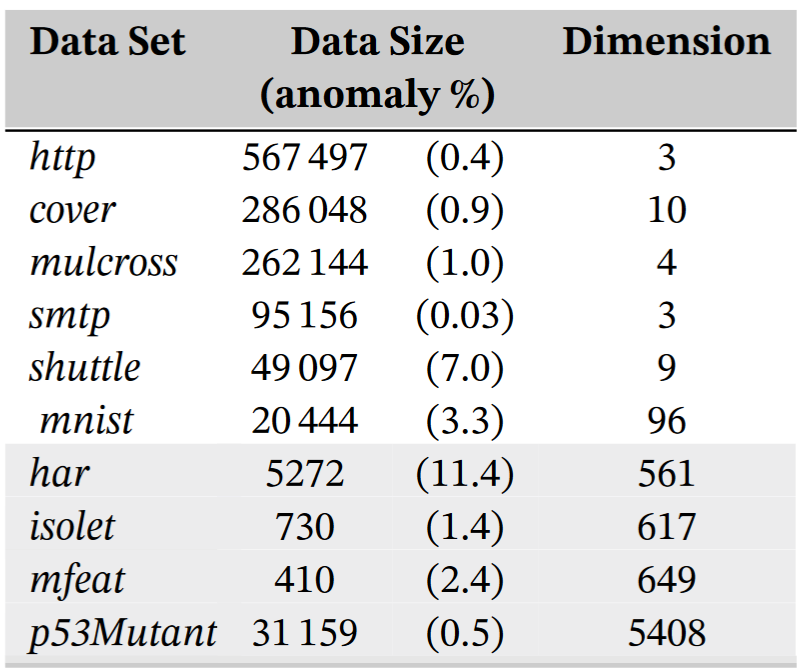 Data Set Data Size Dimension
(anomaly %)
http 567 497 (0.4) 3
cover 286 048 (0.9) 10
mulcross 262 144 (1.0) 4
smtp 95 156 (0.03) 3
shuttle 49 097 (7.0) 9
mnist 20 444 (3.3) 96
har 5272 (11.4) 561
isolet 730 (1.4) 617
mfeat 410 (2.4) 649
p53Mutant 31 159 (0.5) 5408